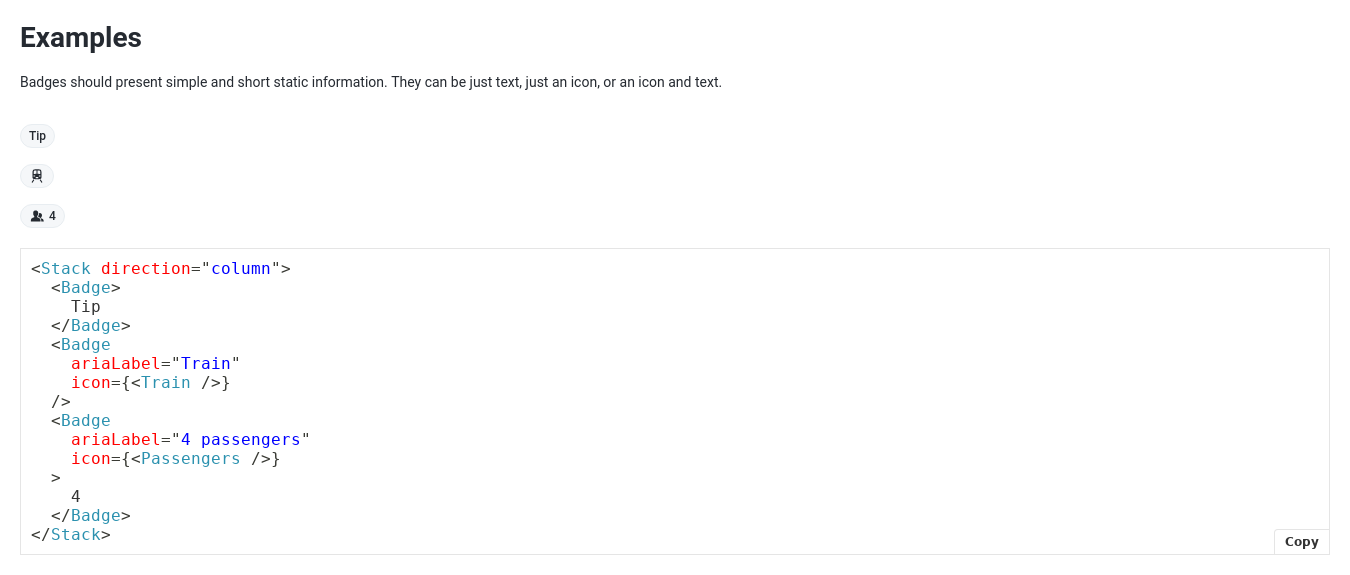 Examples
Badges should present simple and short static information. They can be just text, just an icon, or an icon and text.
Tip
4
<Stack direction="column">
  <Badge>
    Tip
  </Badge>
  <Badge
    ariaLabel="Train"
    icon={<Train />}
  />
  <Badge
    ariaLabel="4 passengers"
    icon={<Passengers />}
  >
    4
  </Badge>
</Stack>
Copy